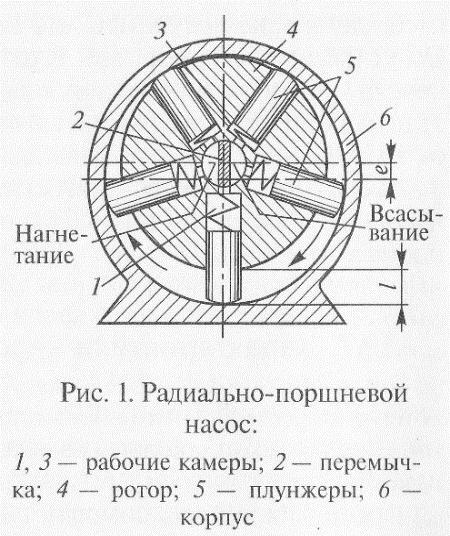 3
4
5
2
6
e
Нагне-
тание
Всасы-
вание
1
l
Рис. 1. Радиально-поршневой
насос:
1, 3 — рабочие камеры; 2 — перемыч-
ка; 4 — ротор; 5 — плунжеры; 6 —
корпус